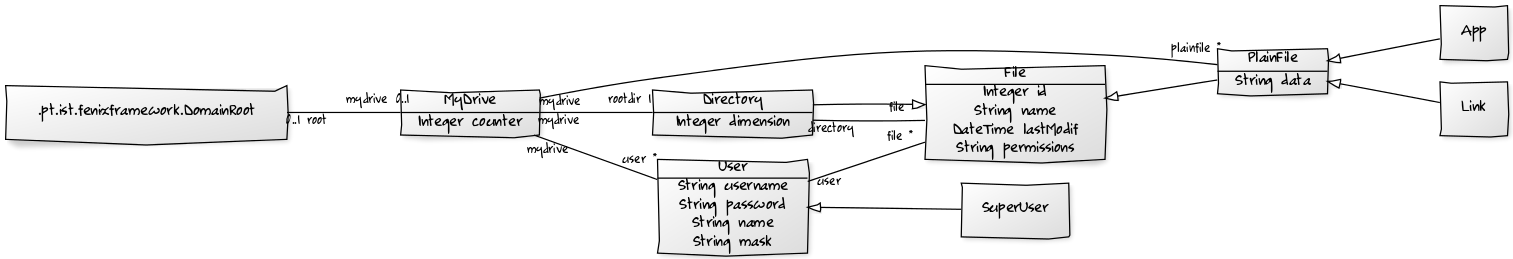 .pt.ist.fenixframework.DomainRoot
0..1 root
mydrive 0..1
MyDrive
Integer counter
mydrive
mydrive
mydrive
rootdir 1
Directory
Integer dimension
directory
user *
User
String username
String password
String name
String mask
user
file
file *
File
Integer id
String name
DateTime lastModif
String permissions
SuperUser
plainfile *
PlainFile
String data
App
Link